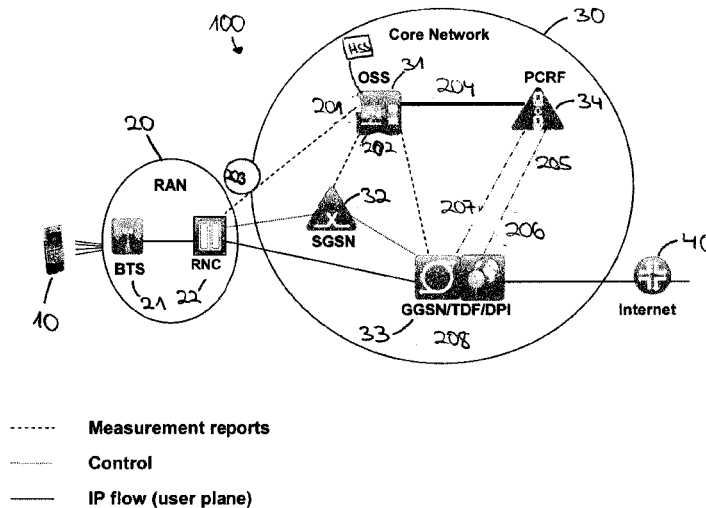 100
30
Core Network
HSS
31
OSS
204
PCRF
34
201
202
205
20
203
RAN
32
207
206
SGSN
40
BTS
RNC
10
21
22
GGSN/TDF/DPI
Internet
33
208
Measurement reports
Control
IP flow (user plane)